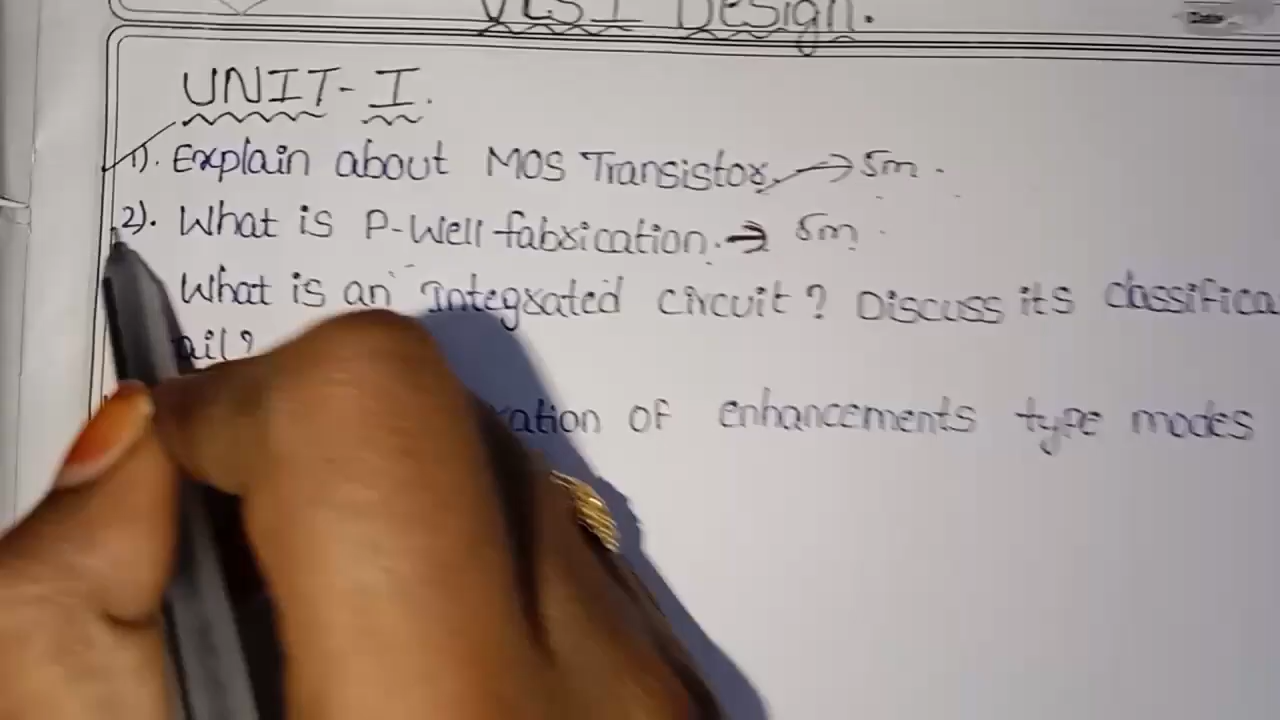 VLSI Design.
UNIT-I.
1). Explain about MOS Transistor → 5m.
2). What is P-Well fabrication. → 5m.
What is an Integrated circuit? Discuss its classifica
ail?
ation of enhancements type modes